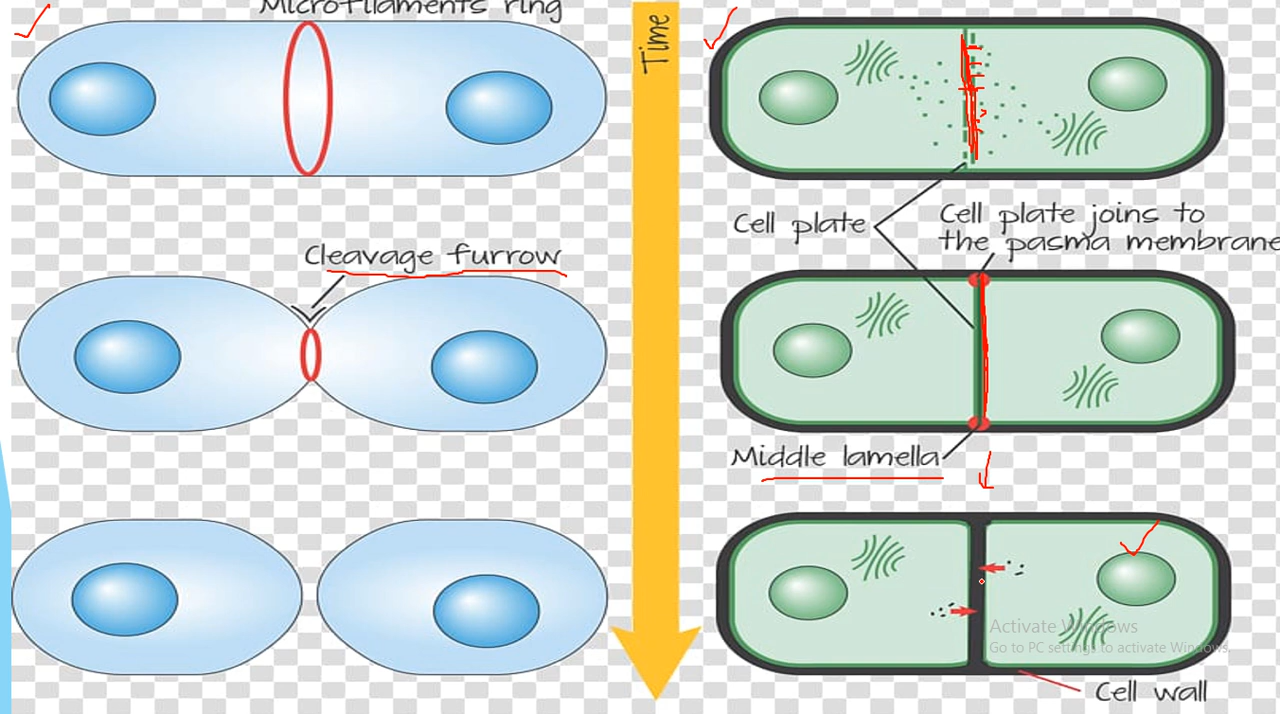 Microfilaments ring
Time
Cleavage furrow
Cell plate
Cell plate joins to
the pasma membrane
Middle lamella
Activate Windows
Go to PC settings to activate Windows.
Cell wall